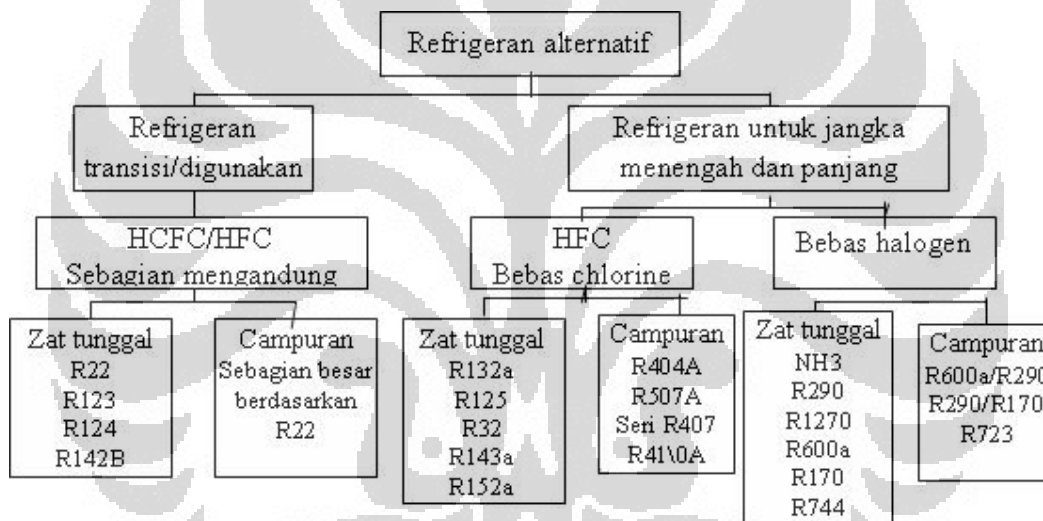 Refrigeran alternatif
Refrigeran
transisi/digunakan
Refrigeran untuk jangka
menengah dan panjang
HCFC/HFC
Sebagian mengandung
HFC
Bebas chlorine
Bebas halogen
Zat tunggal
R22
R123
R124
R142B
Campuran
Sebagian besar
berdasarkan
R22
Zat tunggal
R132a
R125
R32
R143a
R152a
Campuran
R404A
R507A
Seri R407
R41\0A
Zat tunggal
NH3
R290
R1270
R600a
R170
R744
Campuran
R600a/R290
R290/R170
R723